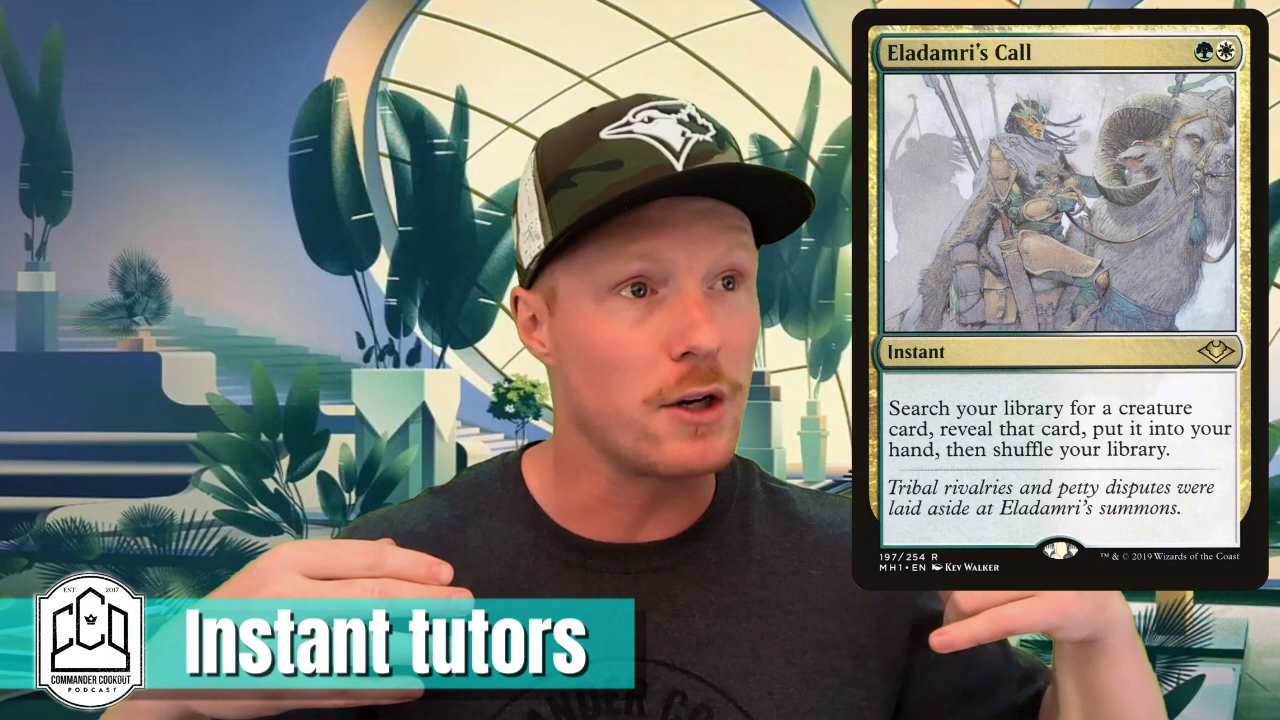 Eladamri's Call
Instant
Search your library for a creature
card, reveal that card, put it into your
hand, then shuffle your library.
Tribal rivalries and petty disputes were
laid aside at Eladamri's summons.
197/254 R
MH1 • EN KEV WALKER
™ & © 2019 Wizards of the Coast
EST. 2017
CCO
COMMANDER COOKOUT
PODCAST
Instant tutors